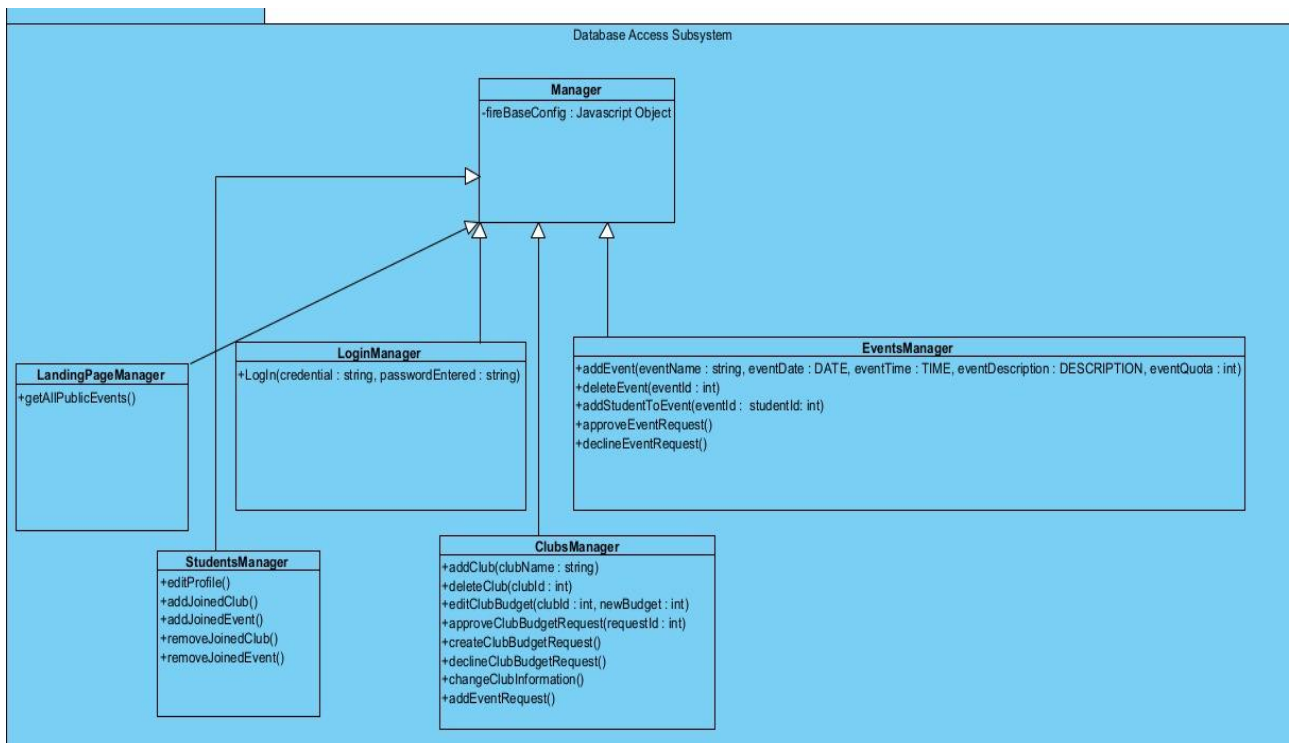 Database Access Subsystem
Manager
-fireBaseConfig : Javascript Object
LandingPageManager
+getAllPublicEvents()
LoginManager
+LogIn(credential : string, passwordEntered : string)
EventsManager
+addEvent(eventName : string, eventDate : DATE, eventTime : TIME, eventDescription : DESCRIPTION, eventQuota : int)
+deleteEvent(eventId : int)
+addStudentToEvent(eventId :  studentId: int)
+approveEventRequest()
+declineEventRequest()
StudentsManager
+editProfile()
+addJoinedClub()
+addJoinedEvent()
+removeJoinedClub()
+removeJoinedEvent()
ClubsManager
+addClub(clubName : string)
+deleteClub(clubId : int)
+editClubBudget(clubId : int, newBudget : int)
+approveClubBudgetRequest(requestId : int)
+createClubBudgetRequest()
+declineClubBudgetRequest()
+changeClubInformation()
+addEventRequest()